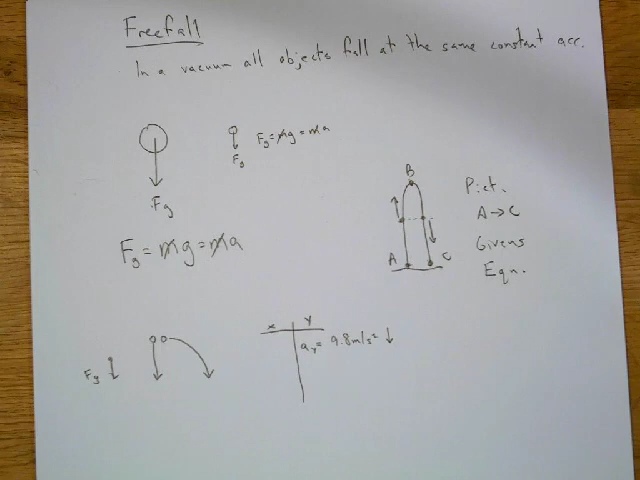 Freefall
In a vacuum all objects fall at the same constant acc.
Fg = mg = ma
Fg
Fg
Fg = mg = ma
B
A
C
Pict.
A→C
Givens
Eqn.
Fg
x y
ay = 9.8m/s² ↓